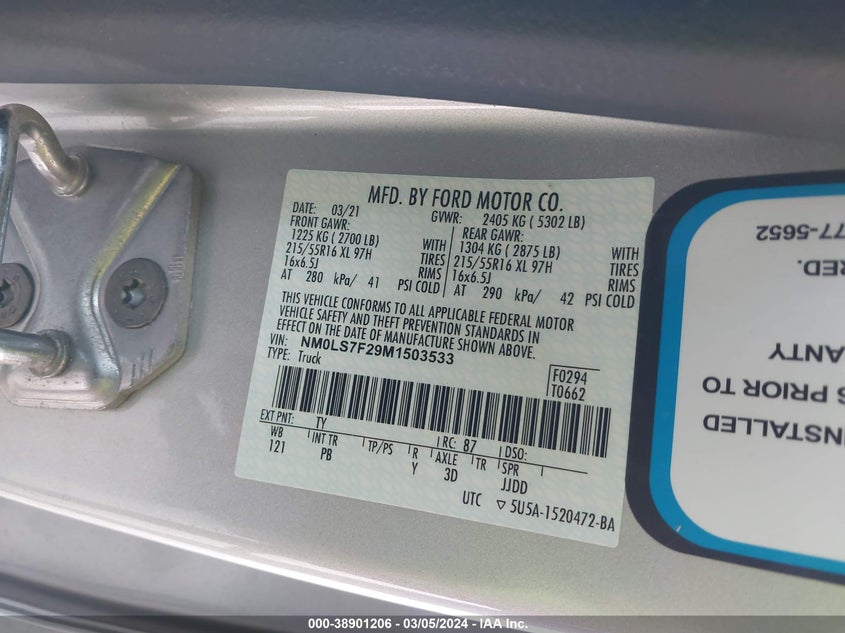 MFD. BY FORD MOTOR CO.
DATE: 03/21 GVWR: 2405 KG ( 5302 LB)
FRONT GAWR: REAR GAWR:
1225 KG ( 2700 LB) WITH 1304 KG ( 2875 LB) WITH
215/55R16 XL 97H TIRES 215/55R16 XL 97H TIRES
16x6.5J RIMS 16x6.5J RIMS
AT 280 kPa/ 41 PSI COLD AT 290 kPa/ 42 PSI COLD
THIS VEHICLE CONFORMS TO ALL APPLICABLE FEDERAL MOTOR
VEHICLE SAFETY AND THEFT PREVENTION STANDARDS IN
EFFECT ON THE DATE OF MANUFACTURE SHOWN ABOVE.
VIN: NM0LS7F29M1503533
TYPE: Truck
F0294
T0662
EXT PNT: TY RC: 87 DSO:
WB INT TR TP/PS R AXLE TR SPR
121 PB Y 3D JJDD
UTC ▽ 5U5A-1520472-BA
INSTALLED
S PRIOR TO
ANTY
RED.
77-5652
000-38901206 - 03/05/2024 - IAA Inc.